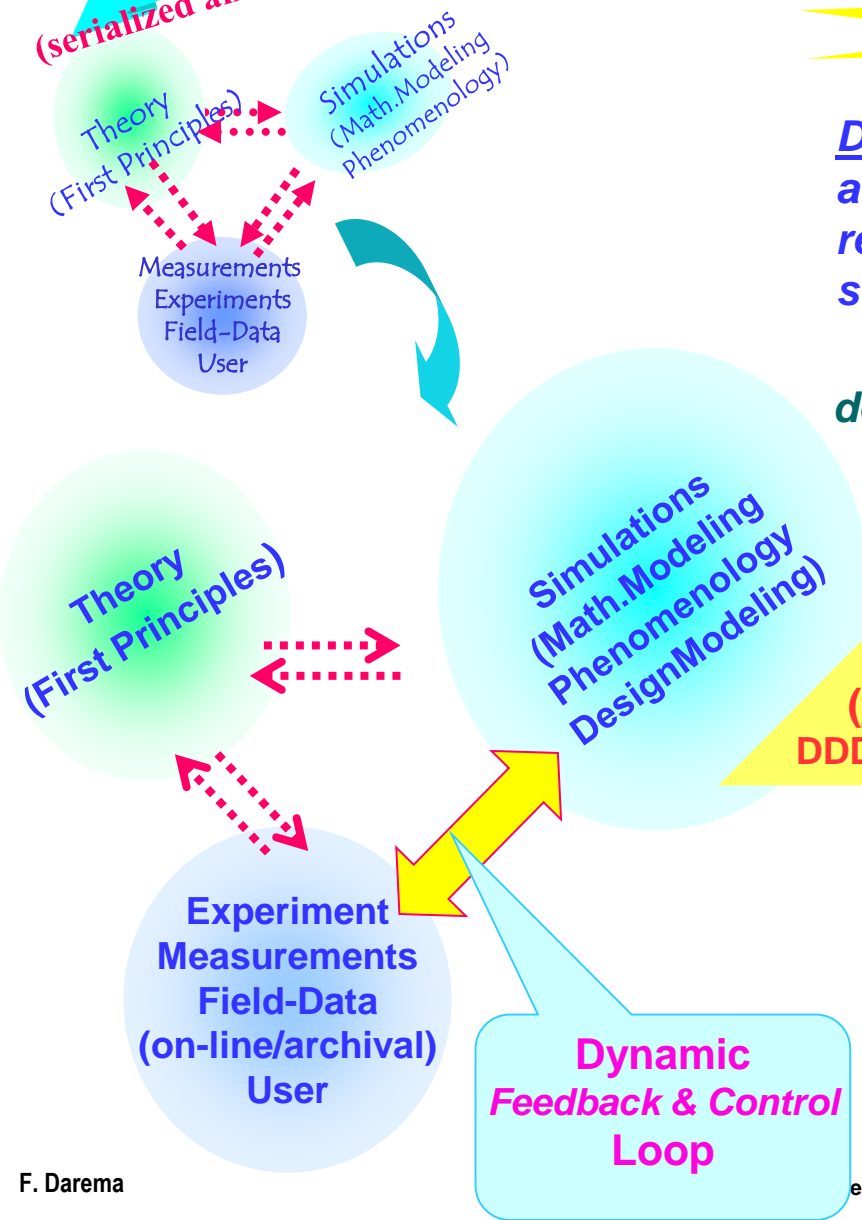 (serialized
Theory
(First Principles)
Simulations
(Math.Modeling
Phenomenology)
Measurements
Experiments
Field-Data
User
Theory
(First Principles)
Simulations
(Math.Modeling
Phenomenology
DesignModeling)
(
DDD
Experiment
Measurements
Field-Data
(on-line/archival)
User
Dynamic
Feedback & Control
Loop
F. Darema